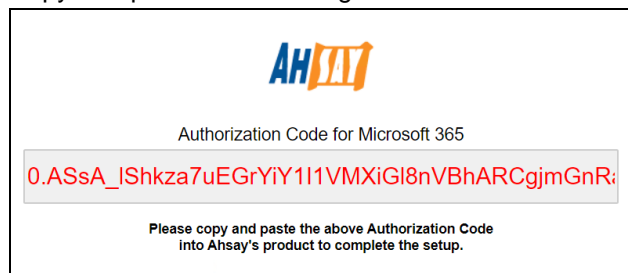 AHSAY
Authorization Code for Microsoft 365
0.ASsA_lShkza7uEGrYiY1I1VMXiGl8nVBhARCgjmGnRa
Please copy and paste the above Authorization Code
into Ahsay's product to complete the setup.